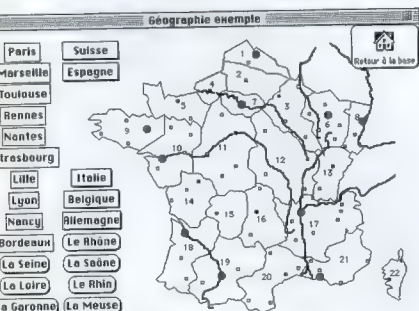 Géographie exemple
Retour à la base
Paris Suisse
Marseille Espagne
Toulouse
Rennes
Nantes
trasbourg
Lille Italie
Lyon Belgique
Nancy Allemagne
Bordeaux Le Rhône
La Seine La Saône
La Loire Le Rhin
a Garonne La Meuse
1
2
3
4
5
6
7
8
9
10
11
12
13
14
15
16
17
18
19
20
21
22